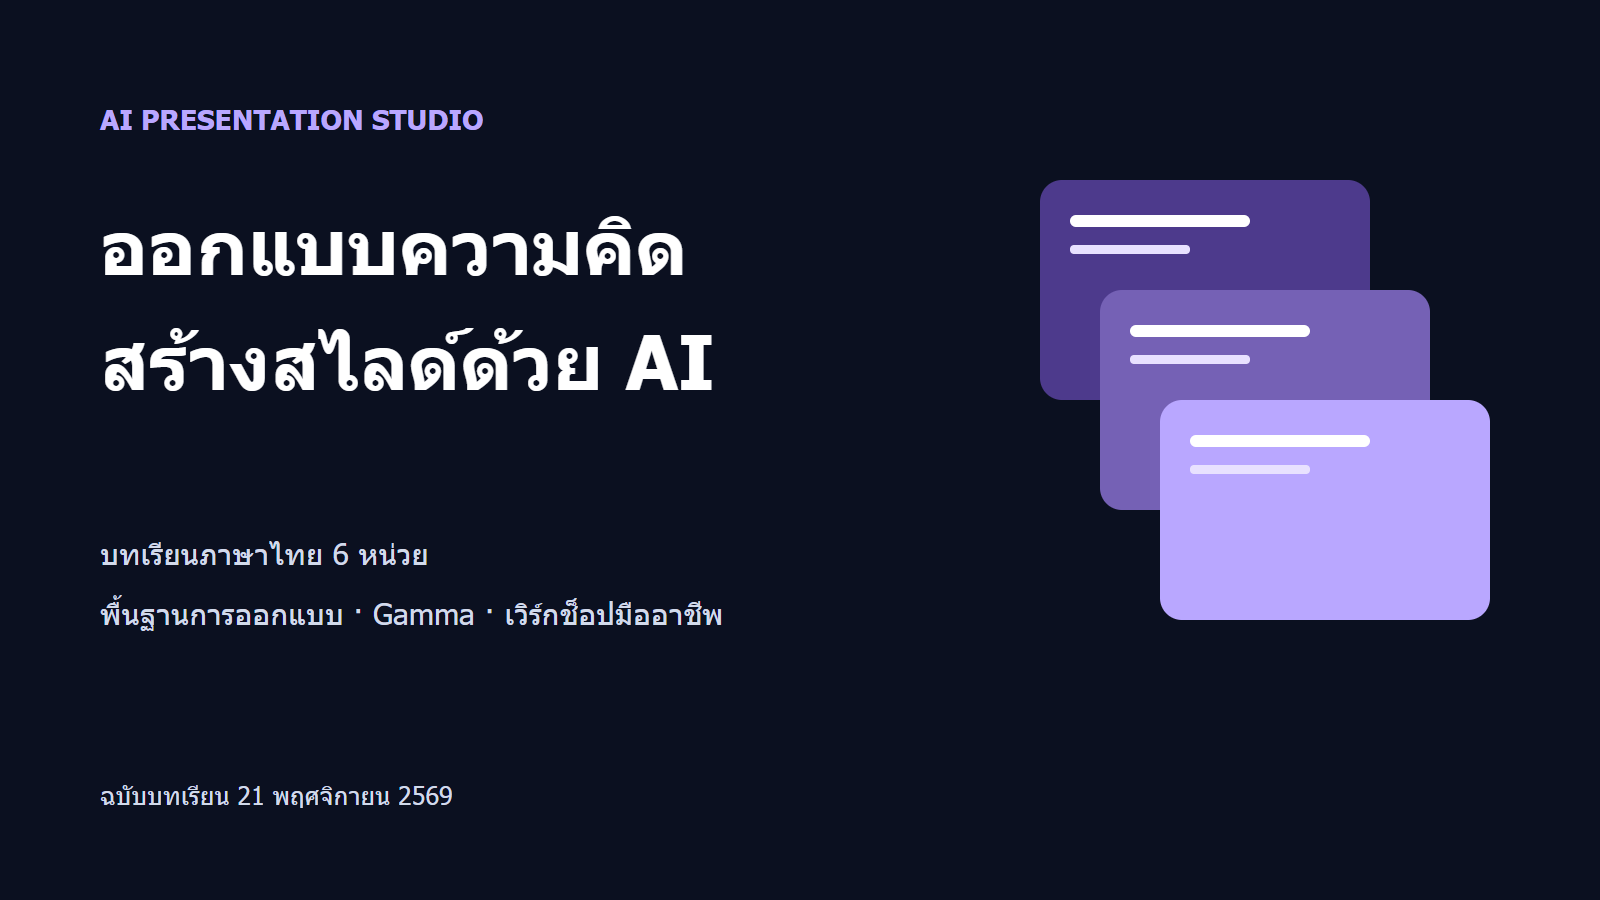 AI PRESENTATION STUDIO
ออกแบบความคิด
สร้างสไลด์ด้วย AI
บทเรียนภาษาไทย 6 หน่วย
พื้นฐานการออกแบบ · Gamma · เวิร์กช็อปมืออาชีพ
ฉบับบทเรียน 21 พฤศจิกายน 2569